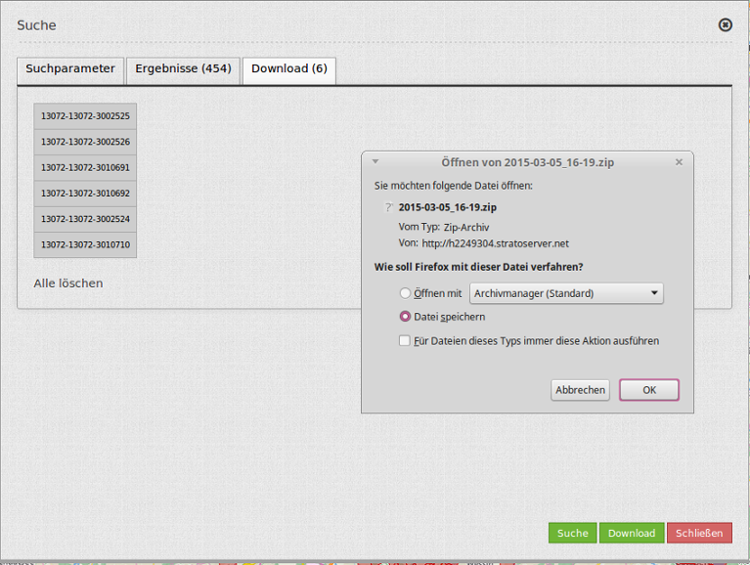 Suche
Suchparameter
Ergebnisse (454)
Download (6)
13072-13072-3002525
13072-13072-3002526
13072-13072-3010691
13072-13072-3010692
13072-13072-3002524
13072-13072-3010710
Alle löschen
Öffnen von 2015-03-05_16-19.zip
Sie möchten folgende Datei öffnen:
2015-03-05_16-19.zip
Vom Typ: Zip-Archiv
Von: http://h2249304.stratoserver.net
Wie soll Firefox mit dieser Datei verfahren?
Öffnen mit Archivmanager (Standard)
Datei speichern
Für Dateien dieses Typs immer diese Aktion ausführen
Abbrechen OK
Suche Download Schließen